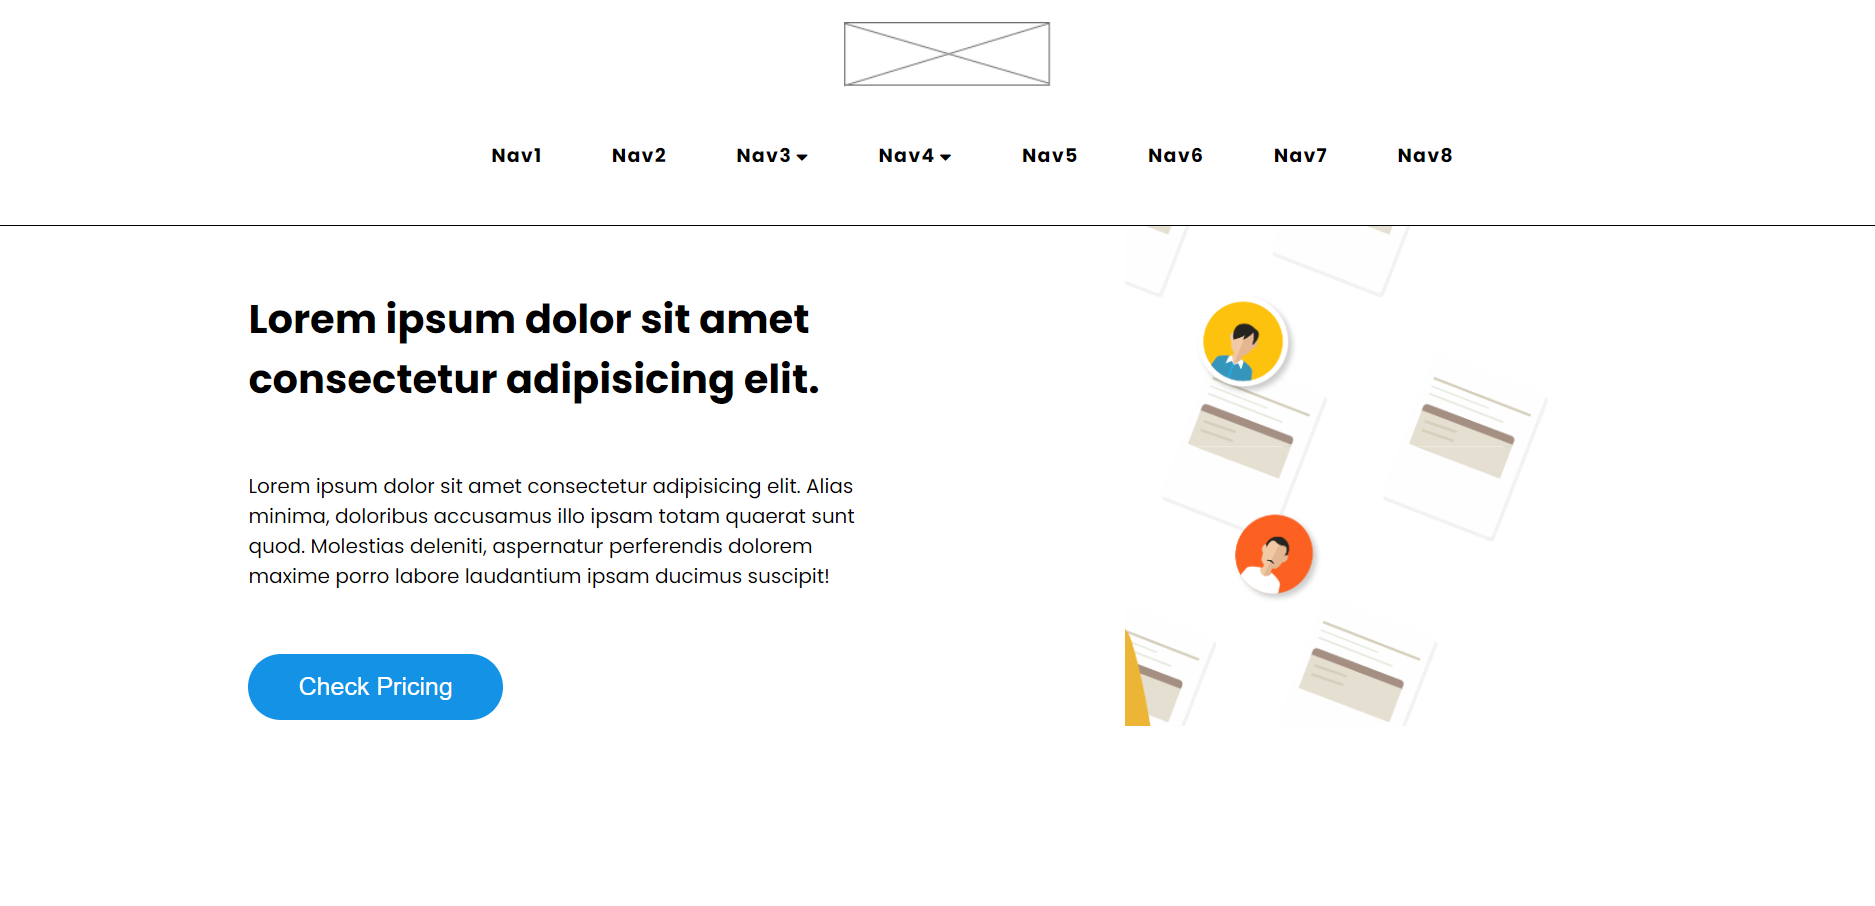 Nav1 Nav2 Nav3 Nav4 Nav5 Nav6 Nav7 Nav8
Lorem ipsum dolor sit amet
consectetur adipisicing elit.
Lorem ipsum dolor sit amet consectetur adipisicing elit. Alias
minima, doloribus accusamus illo ipsam totam quaerat sunt
quod. Molestias deleniti, aspernatur perferendis dolorem
maxime porro labore laudantium ipsam ducimus suscipit!
Check Pricing